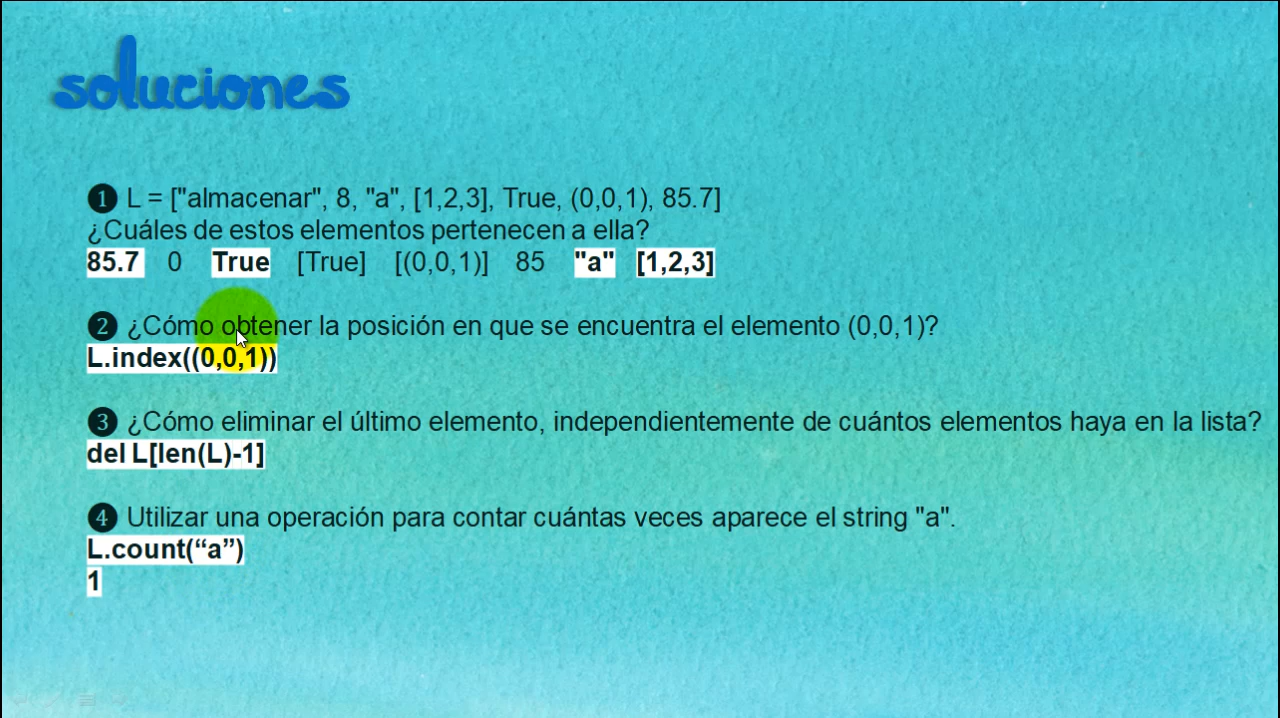 soluciones
❶ L = ["almacenar", 8, "a", [1,2,3], True, (0,0,1), 85.7]
¿Cuáles de estos elementos pertenecen a ella?
85.7 0 True [True] [(0,0,1)] 85 "a" [1,2,3]
❷ ¿Cómo obtener la posición en que se encuentra el elemento (0,0,1)?
L.index((0,0,1))
❸ ¿Cómo eliminar el último elemento, independientemente de cuántos elementos haya en la lista?
del L[len(L)-1]
❹ Utilizar una operación para contar cuántas veces aparece el string "a".
L.count(“a”)
1